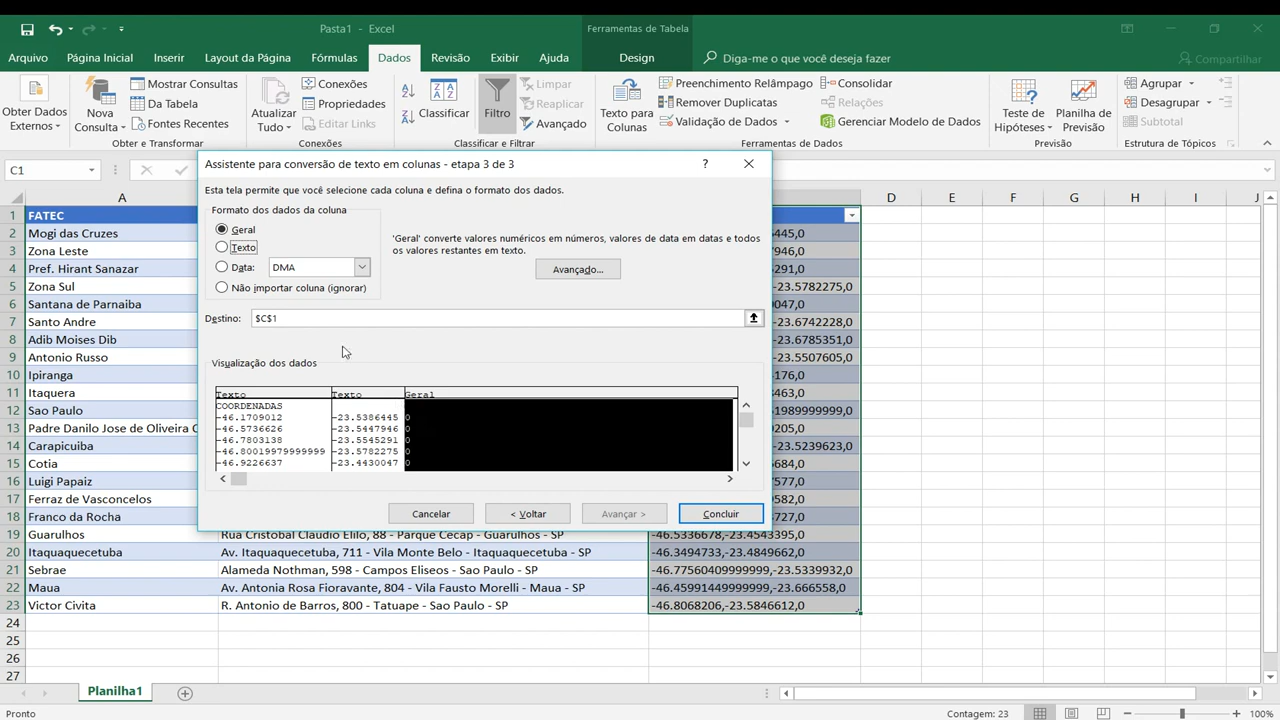 Pasta1 - Excel
Ferramentas de Tabela
Arquivo
Página Inicial
Inserir
Layout da Página
Fórmulas
Dados
Revisão
Exibir
Ajuda
Design
Diga-me o que você deseja fazer
Compartilhar
Obter Dados Externos
Nova Consulta
Mostrar Consultas
Da Tabela
Fontes Recentes
Obter e Transformar
Atualizar Tudo
Conexões
Propriedades
Editar Links
Conexões
Classificar
Filtro
Limpar
Reaplicar
Avançado
Classificar e Filtrar
Texto para Colunas
Preenchimento Relâmpago
Remover Duplicatas
Validação de Dados
Consolidar
Relações
Gerenciar Modelo de Dados
Ferramentas de Dados
Teste de Hipóteses
Planilha de Previsão
Previsão
Agrupar
Desagrupar
Subtotal
Estrutura de Tópicos
C1
Assistente para conversão de texto em colunas - etapa 3 de 3
?
Esta tela permite que você selecione cada coluna e defina o formato dos dados.
Formato dos dados da coluna
Geral
Texto
Data: DMA
Não importar coluna (ignorar)
'Geral' converte valores numéricos em números, valores de data em datas e todos
os valores restantes em texto.
Avançado...
Destino: $C$1
Visualização dos dados
Texto Texto Geral
COORDENADAS
-46.1709012 -23.5386445 0
-46.5736626 -23.5447946 0
-46.7803138 -23.5545291 0
-46.80019979999999 -23.5782275 0
-46.9226637 -23.4430047 0
Cancelar
< Voltar
Avançar >
Concluir
A D E F G H I J
1 FATEC
2 Mogi das Cruzes 6445,0
3 Zona Leste 7946,0
4 Pref. Hirant Sanazar 5291,0
5 Zona Sul -23.5782275,0
6 Santana de Parnaiba 0047,0
7 Santo Andre -23.6742228,0
8 Adib Moises Dib -23.6785351,0
9 Antonio Russo -23.5507605,0
10 Ipiranga 4176,0
11 Itaquera 8463,0
12 Sao Paulo 51989999999,0
13 Padre Danilo Jose de Oliveira C 9205,0
14 Carapicuiba -23.5239623,0
15 Cotia 5684,0
16 Luigi Papaiz 7577,0
17 Ferraz de Vasconcelos 9582,0
18 Franco da Rocha 4727,0
19 Guarulhos Rua Cristobal Claudio Elilo, 88 - Parque Cecap - Guarulhos - SP -46.5336678,-23.4543395,0
20 Itaquaquecetuba Av. Itaquaquecetuba, 711 - Vila Monte Belo - Itaquaquecetuba - SP -46.3494733,-23.4849662,0
21 Sebrae Alameda Nothman, 598 - Campos Eliseos - Sao Paulo - SP -46.77560409999999,-23.5339932,0
22 Maua Av. Antonia Rosa Fioravante, 804 - Vila Fausto Morelli - Maua - SP -46.45991449999999,-23.666558,0
23 Victor Civita R. Antonio de Barros, 800 - Tatuape - Sao Paulo - SP -46.8068206,-23.5846612,0
24
25
26
27
Planilha1
Pronto
Contagem: 23
100%